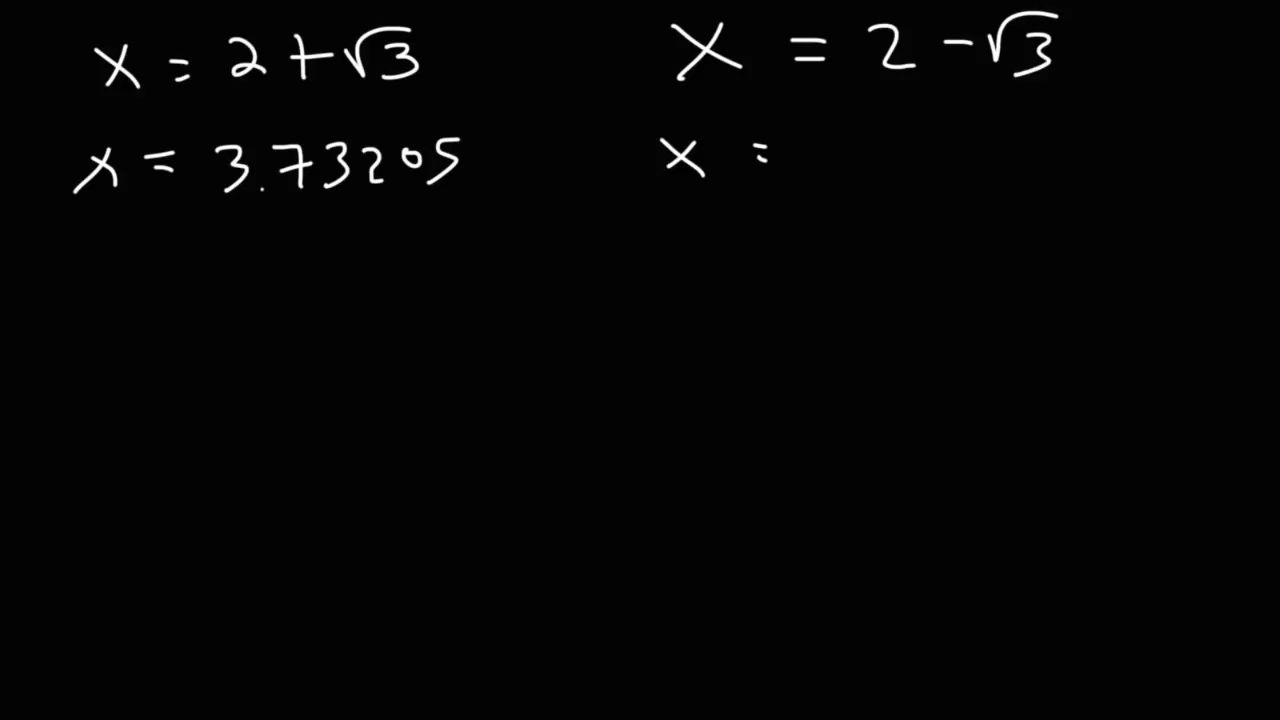 x = 2 + √3
x = 2 - √3
x = 3.73205
x =